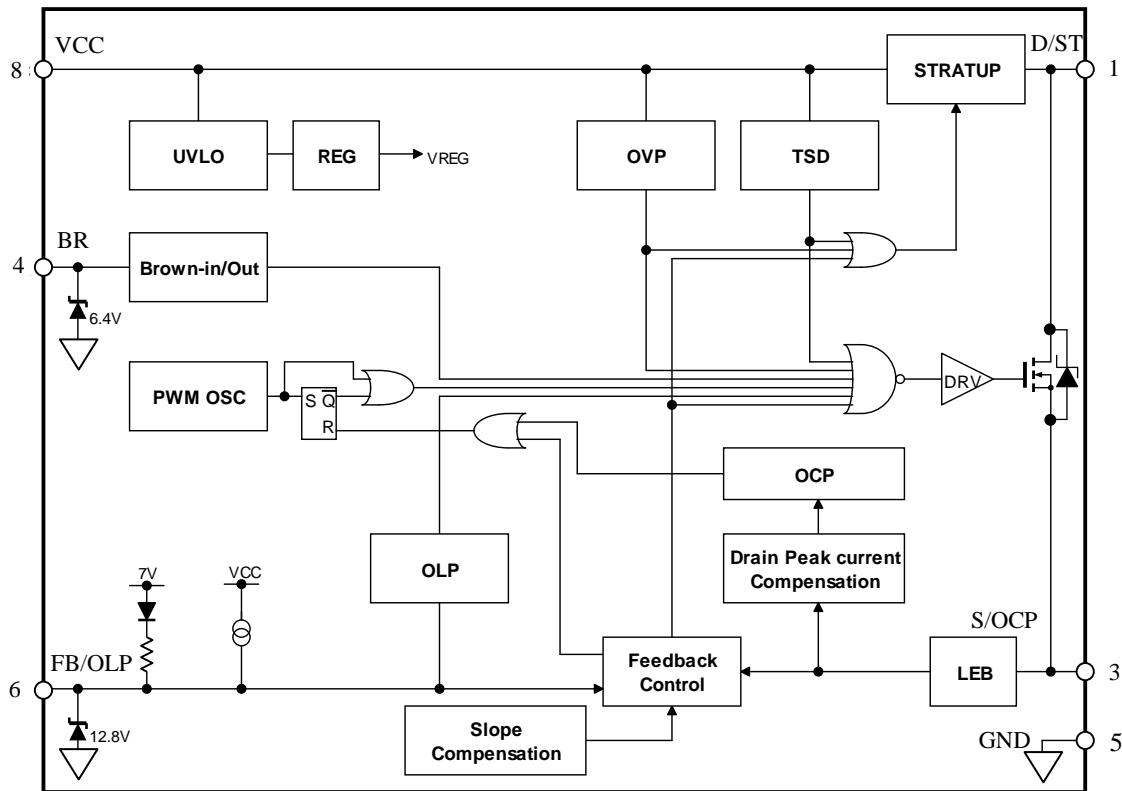 VCC
D/ST
8
STRATUP
1
UVLO
REG
VREG
OVP
TSD
BR
4
Brown-in/Out
6.4V
PWM OSC
S Q
R
DRV
OCP
7V
VCC
OLP
Drain Peak current
Compensation
S/OCP
FB/OLP
6
Feedback
Control
LEB
3
12.8V
Slope
Compensation
GND
5